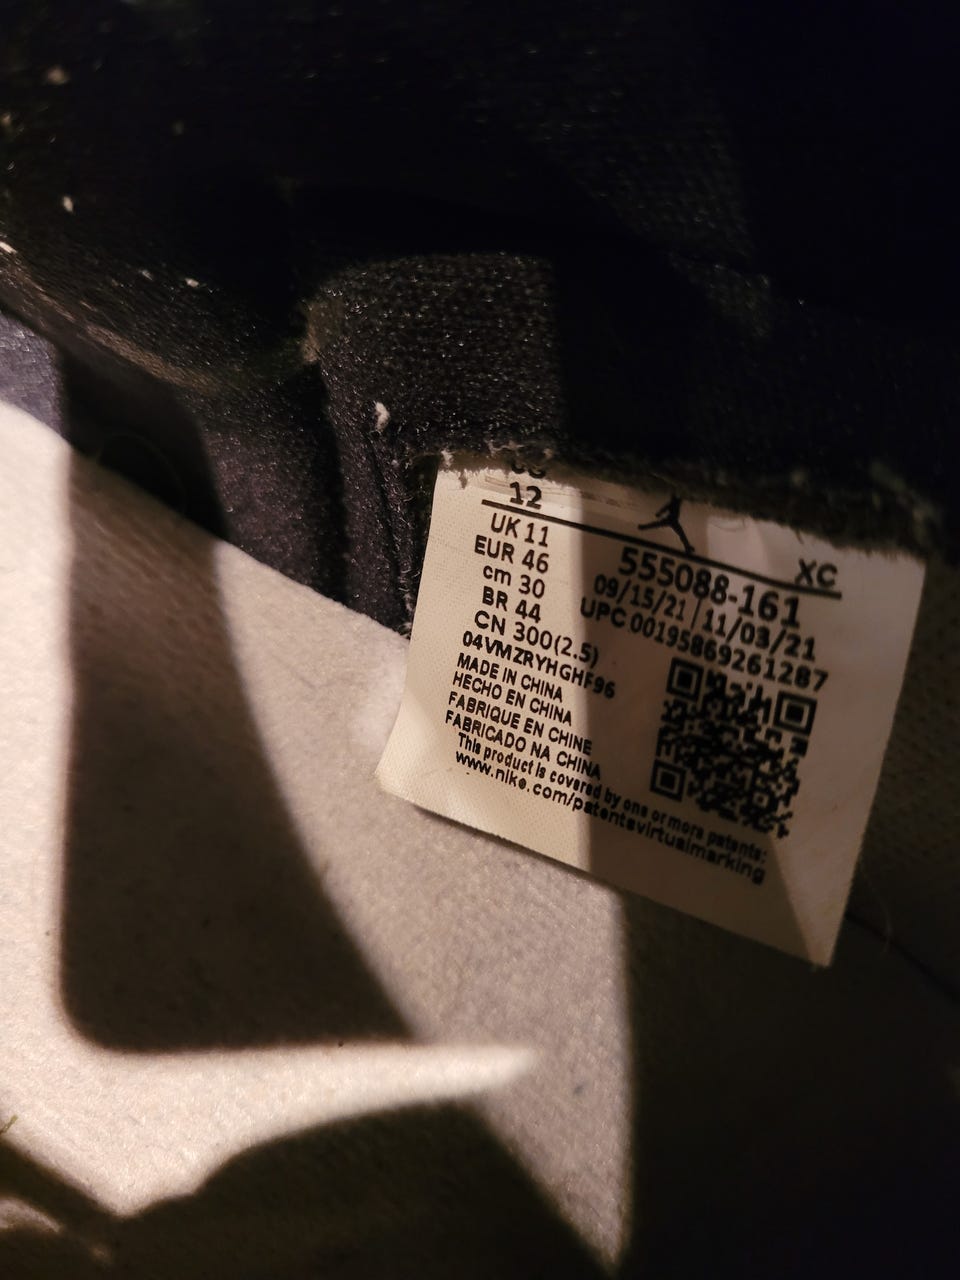 US
12
UK 11
EUR 46
cm 30
BR 44
CN 300(2.5)
04VMZRYHGHF96
MADE IN CHINA
HECHO EN CHINA
FABRIQUE EN CHINE
FABRICADO NA CHINA
This product is covered by one or more patents:
www.nike.com/patentsvirtualmarking
XC
555088-161
09/15/21 11/03/21
UPC 00195869261287